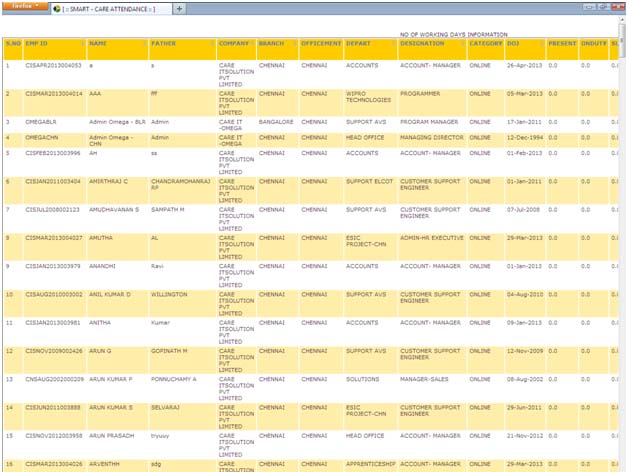 Firefox
[ :: SMART - CARE ATTENDANCE :: ]
NO OF WORKING DAYS INFORMATION
S.NO EMP ID NAME FATHER COMPANY BRANCH OFFICEMENT DEPART DESIGNATION CATEGORY DOJ PRESENT ONDUTY
1 CISAPR2013004053 a s CARE ITSOLUTION PVT LIMITED CHENNAI CHENNAI ACCOUNTS ACCOUNT- MANAGER ONLINE 26-Apr-2013 0.0 0.0
2 CISMAR2013004014 AAA fff CARE ITSOLUTION PVT LIMITED CHENNAI CHENNAI WIPRO TECHNOLOGIES PROGRAMMER ONLINE 05-Mar-2013 0.0 0.0
3 OMEGABLR Admin Omega - BLR Admin CARE IT -OMEGA BANGALORE CHENNAI SUPPORT AVS PROGRAM MANAGER ONLINE 17-Jan-2011 0.0 0.0
4 OMEGACHN Admin Omega - CHN Admin CARE IT -OMEGA CHENNAI CHENNAI HEAD OFFICE MANAGING DIRECTOR ONLINE 12-Dec-1994 0.0 0.0
5 CISFEB2013003996 AH ss CARE ITSOLUTION PVT LIMITED CHENNAI CHENNAI ACCOUNTS ACCOUNT- MANAGER ONLINE 01-Feb-2013 0.0 0.0
6 CISJAN2011003404 AMIRTHRAJ C CHANDRAMOHANRAJ RP CARE ITSOLUTION PVT LIMITED CHENNAI CHENNAI SUPPORT ELCOT CUSTOMER SUPPORT ENGINEER ONLINE 01-Jan-2011 0.0 0.0
7 CISJUL2008002123 AMUDHAVANAN S SAMPATH M CARE ITSOLUTION PVT LIMITED CHENNAI CHENNAI SUPPORT AVS CUSTOMER SUPPORT ENGINEER ONLINE 07-Jul-2008 0.0 0.0
8 CISMAR2013004027 AMUTHA AL CARE ITSOLUTION PVT LIMITED CHENNAI CHENNAI ESIC PROJECT-CHN ADMIN-HR EXECUTIVE ONLINE 29-Mar-2013 0.0 0.0
9 CISJAN2013003979 ANANDHI Ravi CARE ITSOLUTION PVT LIMITED CHENNAI CHENNAI ACCOUNTS ACCOUNT- MANAGER ONLINE 01-Jan-2013 0.0 0.0
10 CISAUG2010003002 ANIL KUMAR D WILLINGTON CARE ITSOLUTION PVT LIMITED CHENNAI CHENNAI SUPPORT AVS CUSTOMER SUPPORT ENGINEER ONLINE 04-Aug-2010 0.0 0.0
11 CISJAN2013003981 ANITHA Kumar CARE ITSOLUTION PVT LIMITED CHENNAI CHENNAI ACCOUNTS ACCOUNT- MANAGER ONLINE 09-Jan-2013 0.0 0.0
12 CISNOV2009002426 ARUN G GOPINATH M CARE ITSOLUTION PVT LIMITED CHENNAI CHENNAI SUPPORT AVS CUSTOMER SUPPORT ENGINEER ONLINE 12-Nov-2009 0.0 0.0
13 CNSAUG2002000209 ARUN KUMAR P PONNUCHAMY A CARE ITSOLUTION PVT LIMITED CHENNAI CHENNAI SOLUTIONS MANAGER-SALES ONLINE 08-Aug-2002 0.0 0.0
14 CISJUN2011003888 ARUN KUMAR S SELVARAJ CARE ITSOLUTION PVT LIMITED CHENNAI CHENNAI ESIC PROJECT-CHN CUSTOMER SUPPORT ENGINEER ONLINE 29-Jun-2011 0.0 0.0
15 CISNOV2012003958 ARUN PRASADH tryuuy CARE ITSOLUTION PVT LIMITED CHENNAI CHENNAI HEAD OFFICE ACCOUNT- MANAGER ONLINE 21-Nov-2012 0.0 0.0
16 CISMAR2013004026 ARVENTHH sdg CARE ITSOLUTION CHENNAI CHENNAI APPRENTICESHIP ACCOUNT- MANAGER ONLINE 29-Mar-2013 0.0 0.0